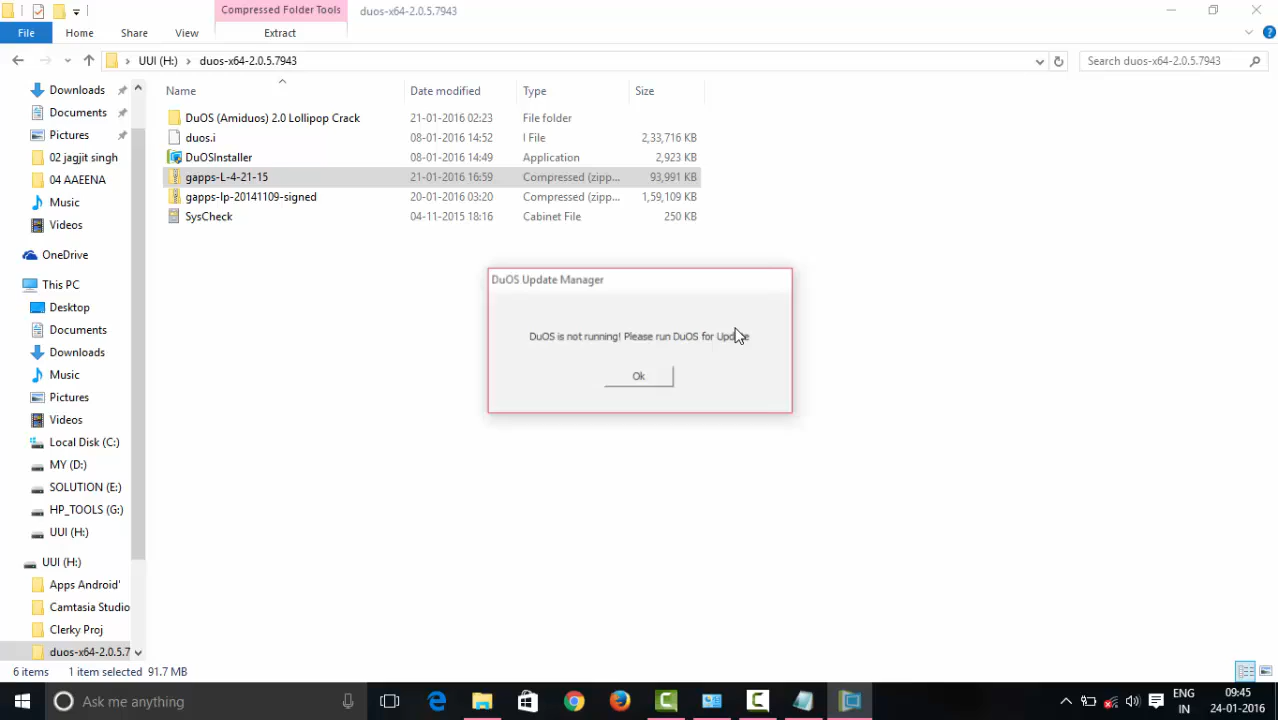 Compressed Folder Tools
duos-x64-2.0.5.7943
File Home Share View Extract
UUI (H:) duos-x64-2.0.5.7943
Search duos-x64-2.0.5.7943
Name Date modified Type Size
DuOS (Amiduos) 2.0 Lollipop Crack 21-01-2016 02:23 File folder
duos.i 08-01-2016 14:52 I File 2,33,716 KB
DuOSInstaller 08-01-2016 14:49 Application 2,923 KB
gapps-L-4-21-15 21-01-2016 16:59 Compressed (zipp... 93,991 KB
gapps-lp-20141109-signed 20-01-2016 03:20 Compressed (zipp... 1,59,109 KB
SysCheck 04-11-2015 18:16 Cabinet File 250 KB
Downloads
Documents
Pictures
02 jagjit singh
04 AAEENA
Music
Videos
OneDrive
This PC
Desktop
Documents
Downloads
Music
Pictures
Videos
Local Disk (C:)
MY (D:)
SOLUTION (E:)
HP_TOOLS (G:)
UUI (H:)
UUI (H:)
Apps Android'
Camtasia Studio
Clerky Proj
duos-x64-2.0.5.7
DuOS Update Manager
DuOS is not running! Please run DuOS for Update
Ok
6 items 1 item selected 91.7 MB
Ask me anything
ENG
IN
09:45
24-01-2016